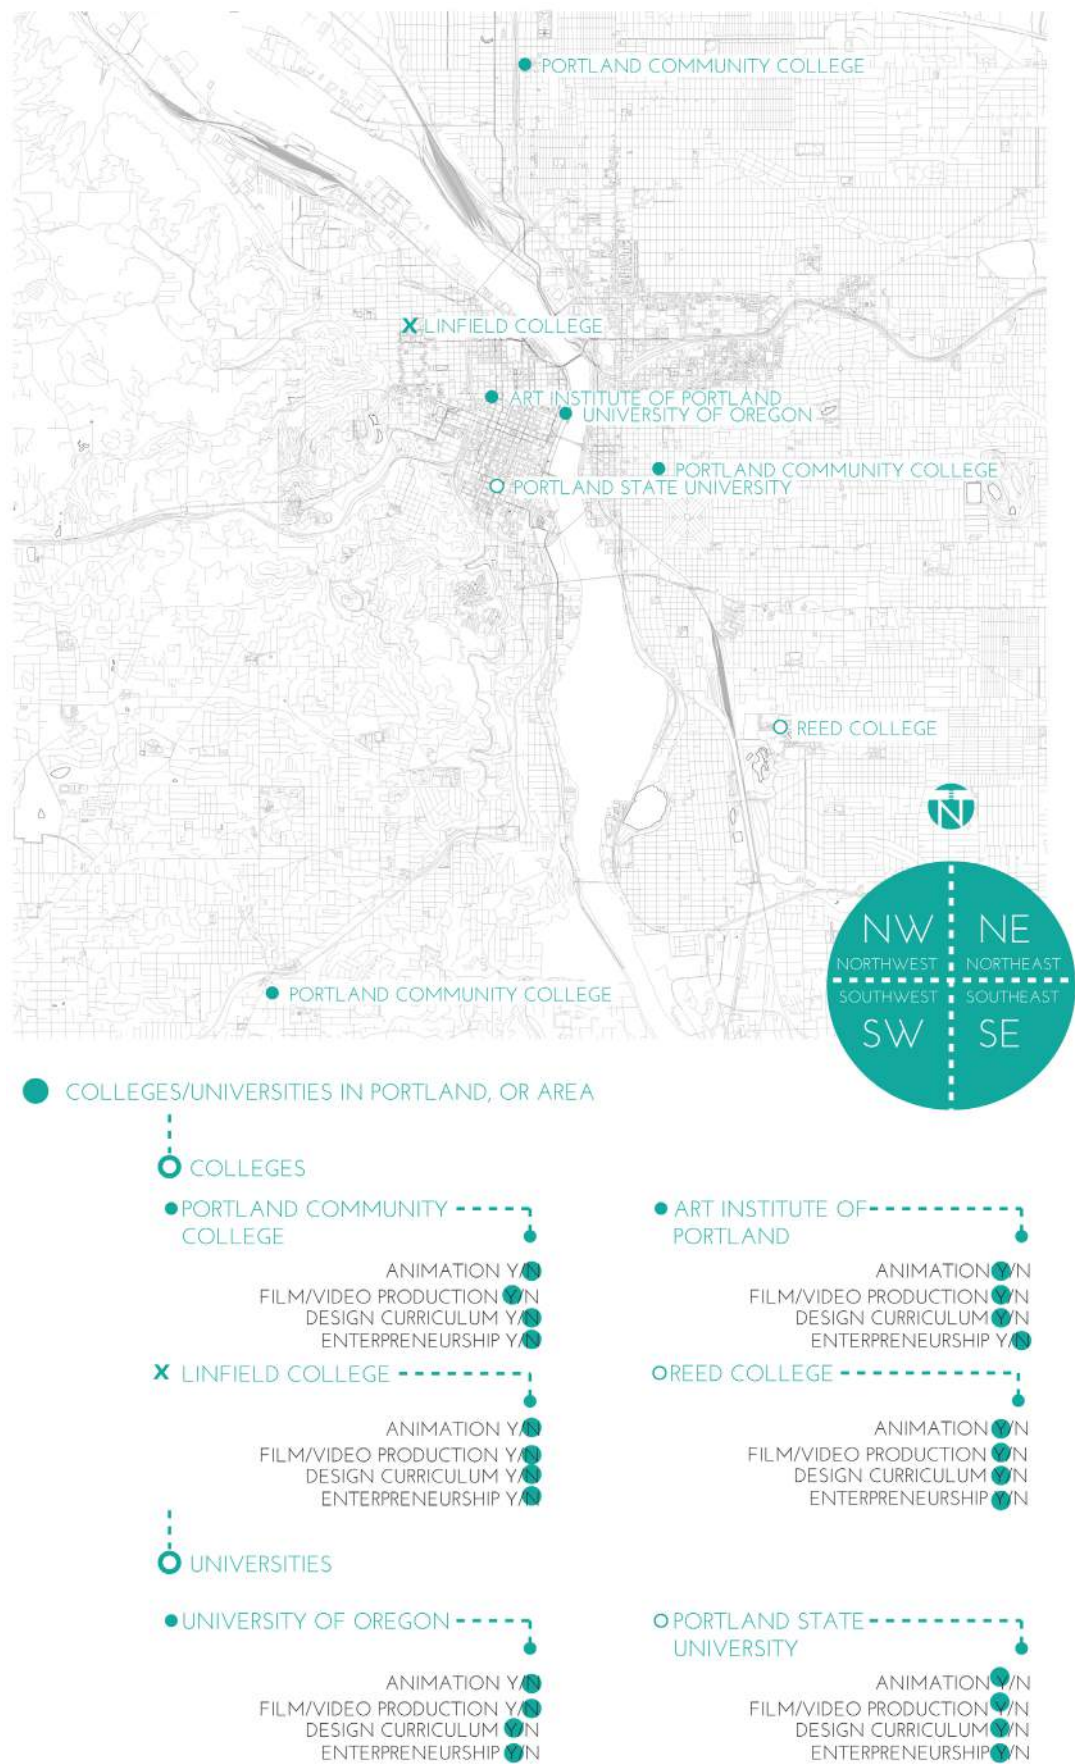 PORTLAND COMMUNITY COLLEGE
X LINFIELD COLLEGE
ART INSTITUTE OF PORTLAND
UNIVERSITY OF OREGON
PORTLAND COMMUNITY COLLEGE
PORTLAND STATE UNIVERSITY
REED COLLEGE
N
NW NE
NORTHWEST NORTHEAST
SOUTHWEST SOUTHEAST
SW SE
PORTLAND COMMUNITY COLLEGE
COLLEGES/UNIVERSITIES IN PORTLAND, OR AREA
COLLEGES
PORTLAND COMMUNITY
COLLEGE
ANIMATION Y/N
FILM/VIDEO PRODUCTION Y/N
DESIGN CURRICULUM Y/N
ENTERPRENEURSHIP Y/N
ART INSTITUTE OF
PORTLAND
ANIMATION Y/N
FILM/VIDEO PRODUCTION Y/N
DESIGN CURRICULUM Y/N
ENTERPRENEURSHIP Y/N
X LINFIELD COLLEGE
ANIMATION Y/N
FILM/VIDEO PRODUCTION Y/N
DESIGN CURRICULUM Y/N
ENTERPRENEURSHIP Y/N
REED COLLEGE
ANIMATION Y/N
FILM/VIDEO PRODUCTION Y/N
DESIGN CURRICULUM Y/N
ENTERPRENEURSHIP Y/N
UNIVERSITIES
UNIVERSITY OF OREGON
ANIMATION Y/N
FILM/VIDEO PRODUCTION Y/N
DESIGN CURRICULUM Y/N
ENTERPRENEURSHIP Y/N
PORTLAND STATE
UNIVERSITY
ANIMATION Y/N
FILM/VIDEO PRODUCTION Y/N
DESIGN CURRICULUM Y/N
ENTERPRENEURSHIP Y/N